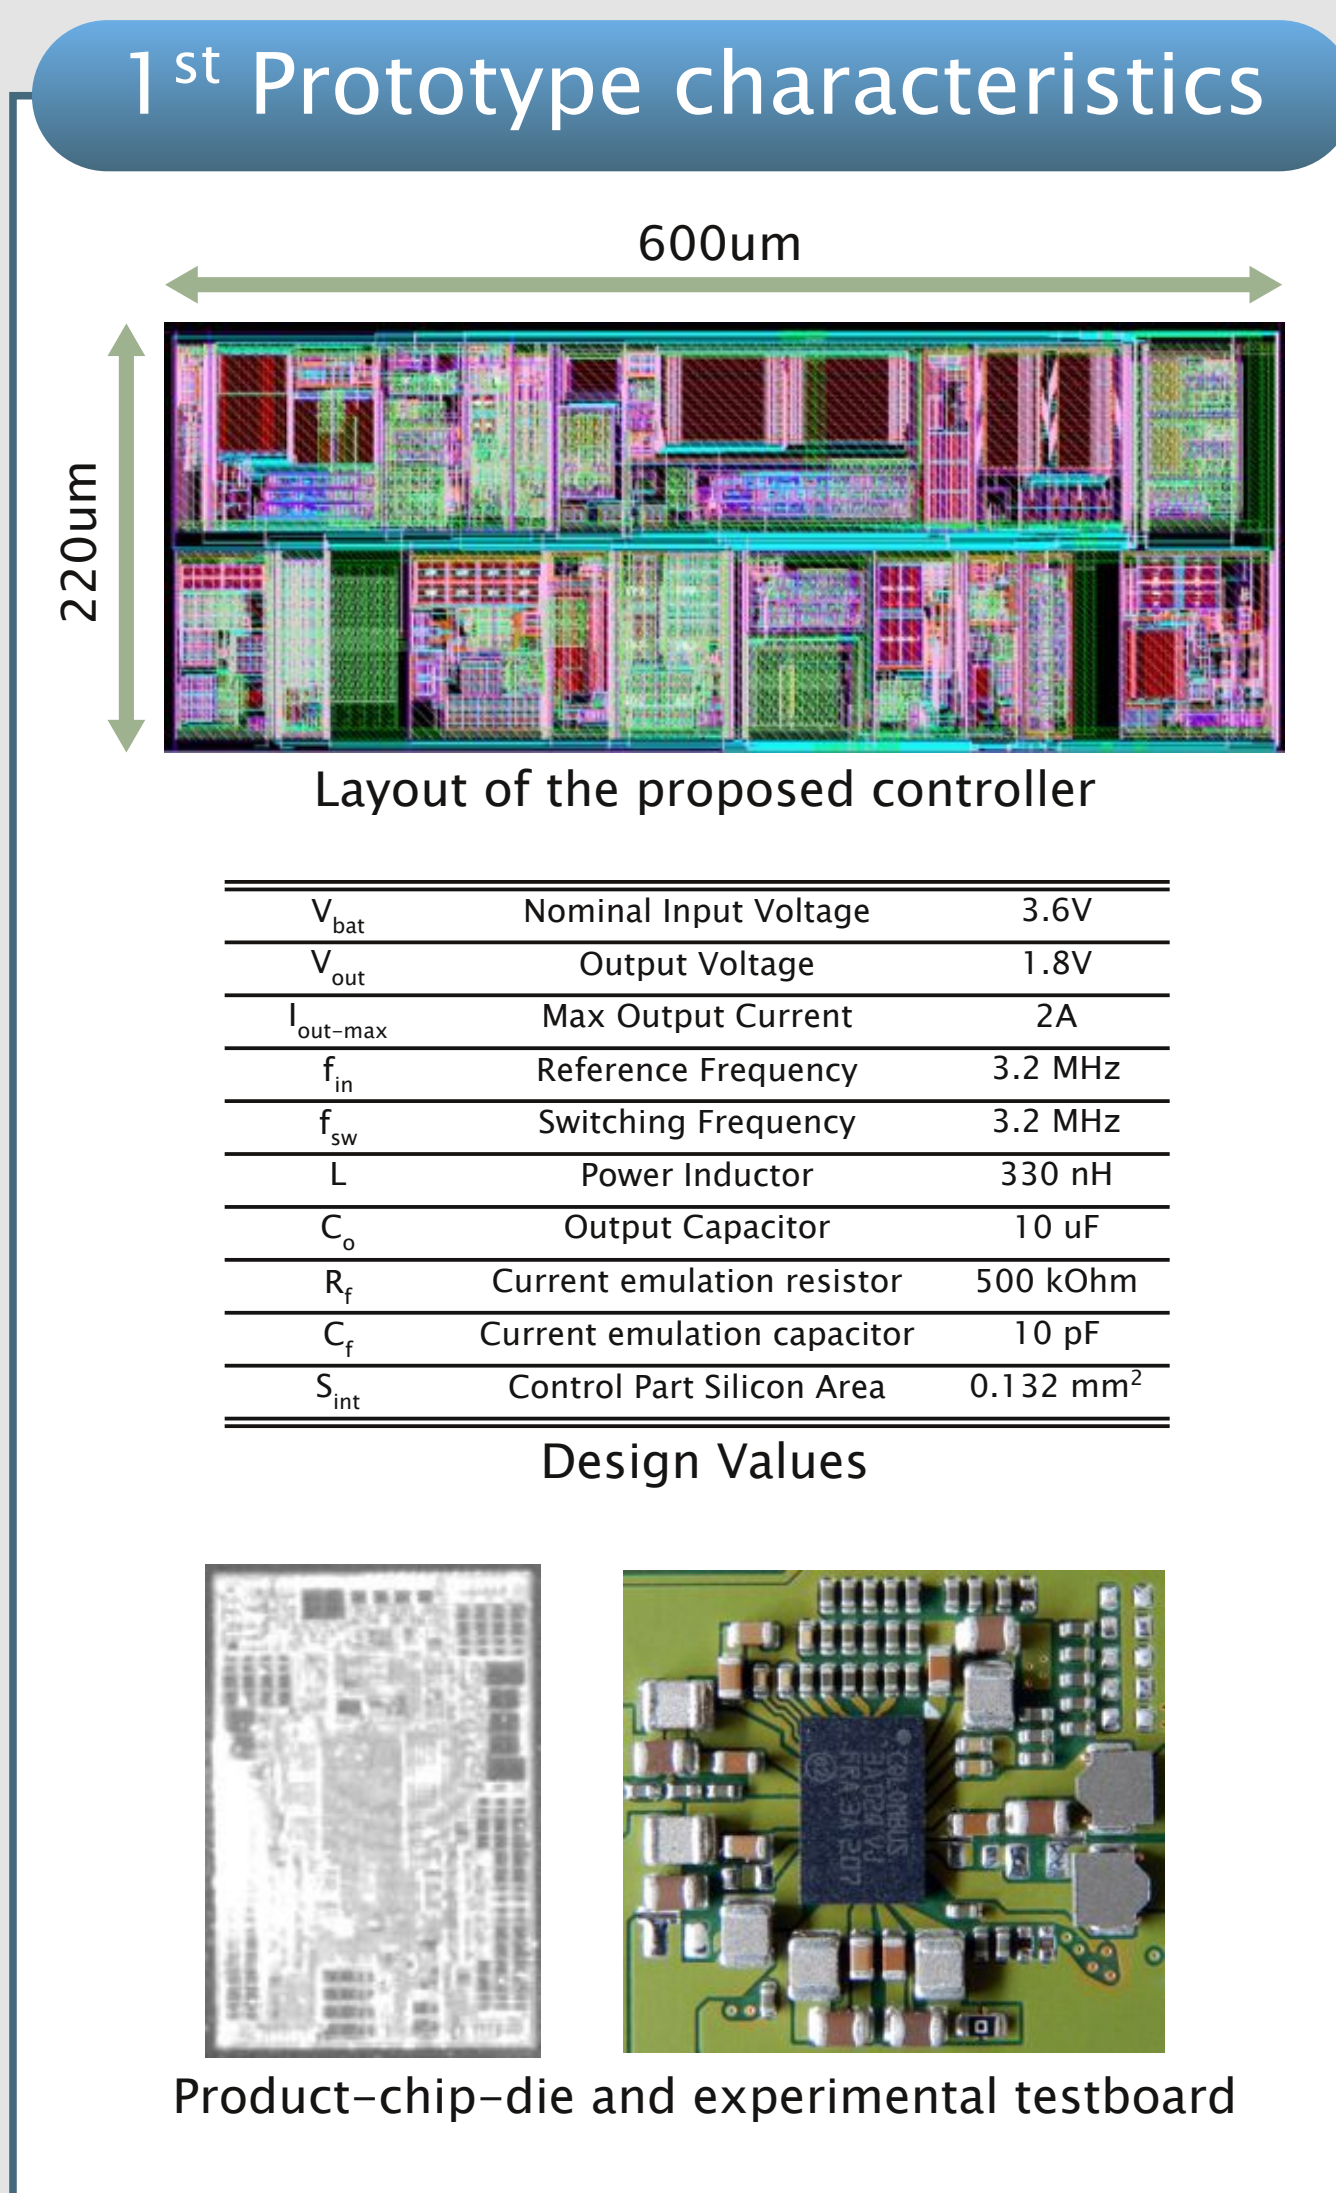 1st Prototype characteristics
600um
220um
Layout of the proposed controller
Vbat Nominal Input Voltage 3.6V
Vout Output Voltage 1.8V
Iout-max Max Output Current 2A
fin Reference Frequency 3.2 MHz
fsw Switching Frequency 3.2 MHz
L Power Inductor 330 nH
Co Output Capacitor 10 uF
Rf Current emulation resistor 500 kOhm
Cf Current emulation capacitor 10 pF
Sint Control Part Silicon Area 0.132 mm2
Design Values
Product-chip-die and experimental testboard